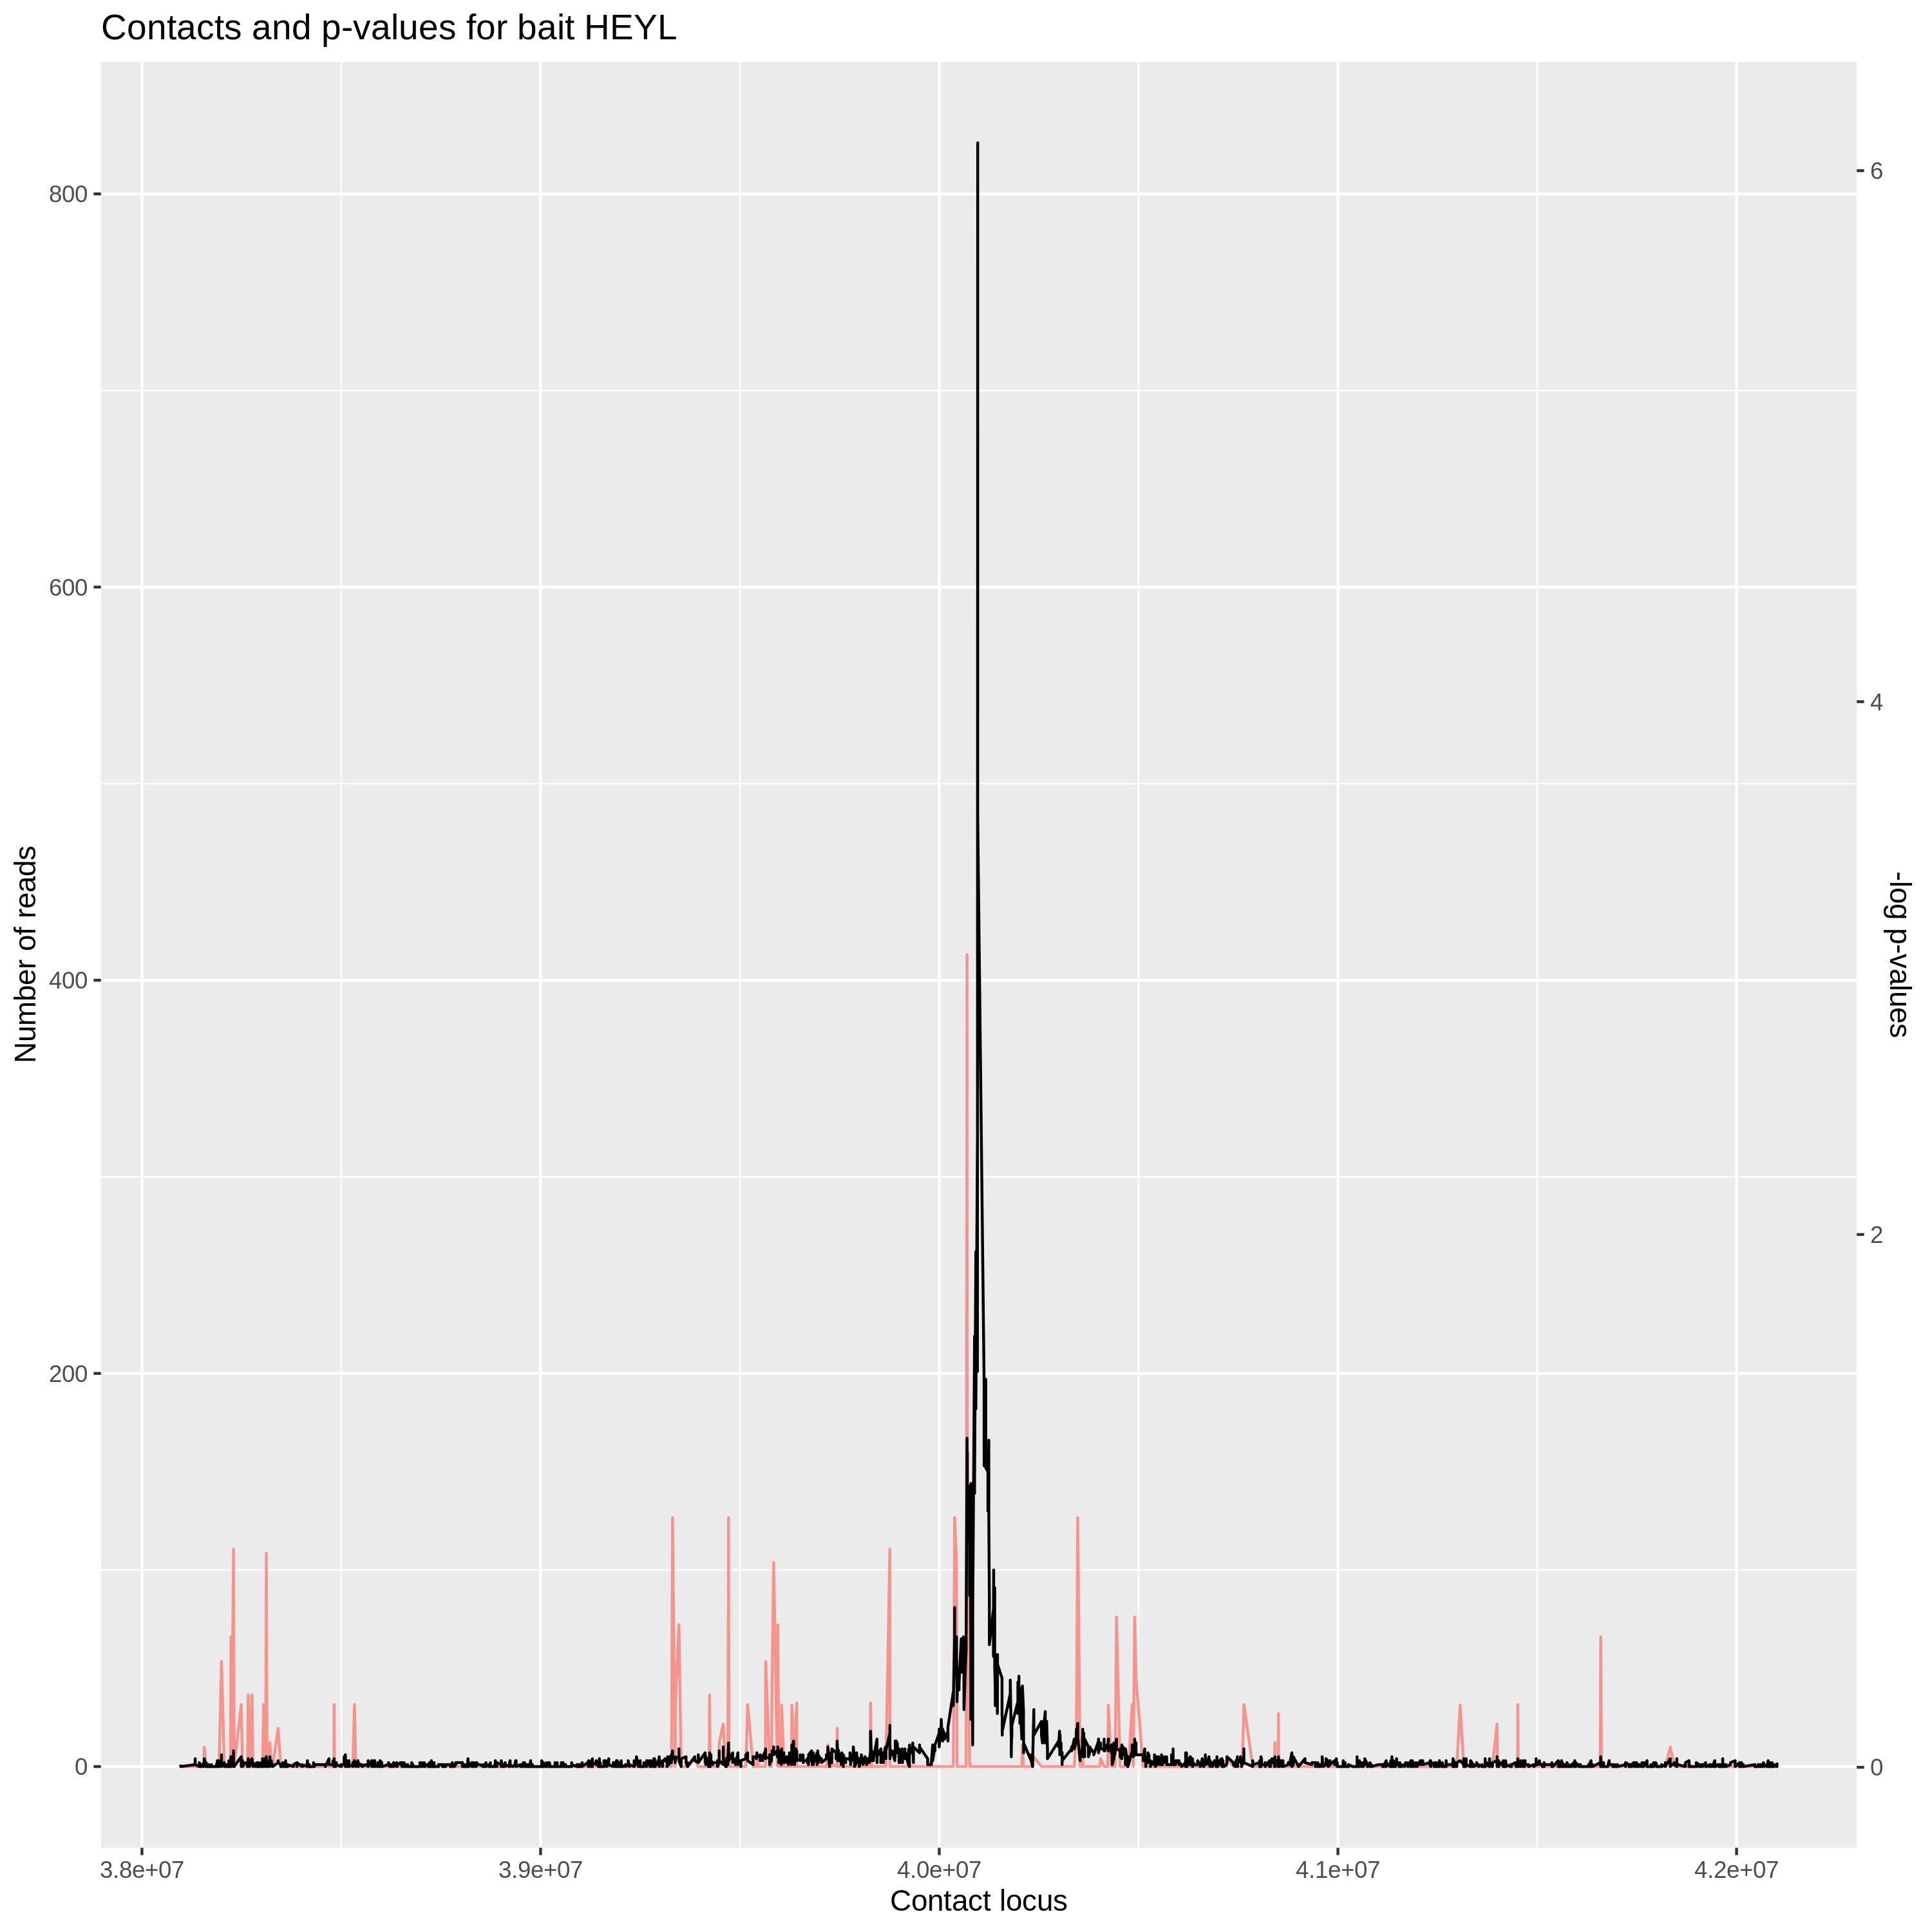 Contacts and p-values for bait HEYL
Number of reads
800
600
400
200
0
6
4
2
0
-log p-values
3.8e+07
3.9e+07
4.0e+07
4.1e+07
4.2e+07
Contact locus